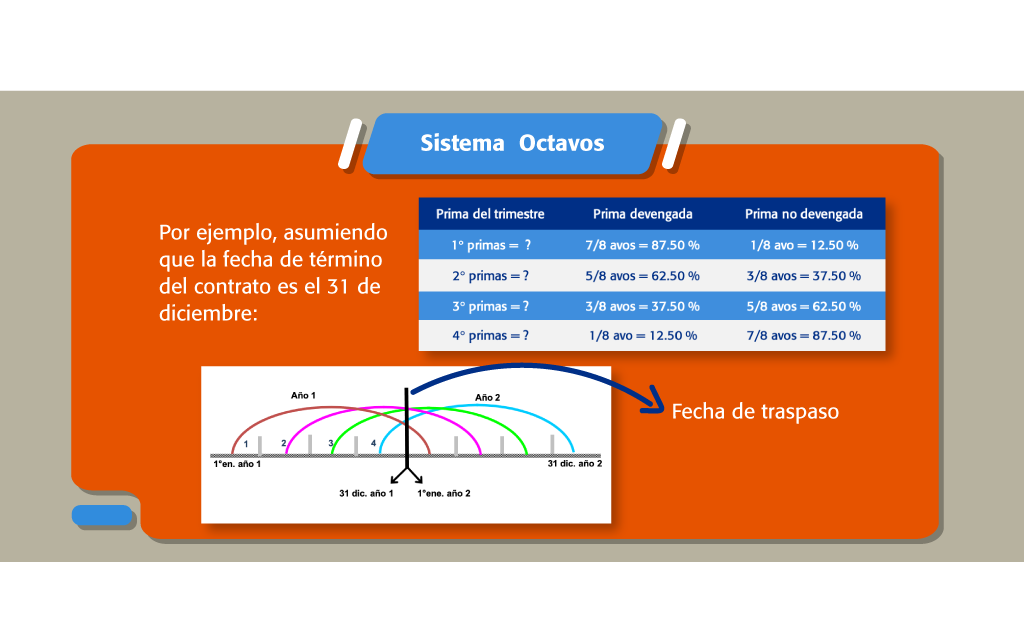 Sistema Octavos
Por ejemplo, asumiendo
que la fecha de término
del contrato es el 31 de
diciembre:
Prima del trimestre Prima devengada Prima no devengada
1° primas = ? 7/8 avos = 87.50 % 1/8 avo = 12.50 %
2° primas = ? 5/8 avos = 62.50 % 3/8 avos = 37.50 %
3° primas = ? 3/8 avos = 37.50 % 5/8 avos = 62.50 %
4° primas = ? 1/8 avo = 12.50 % 7/8 avos = 87.50 %
Fecha de traspaso
Año 1 Año 2
1 2 3 4
1°en. año 1 31 dic. año 2
31 dic. año 1 1°ene. año 2